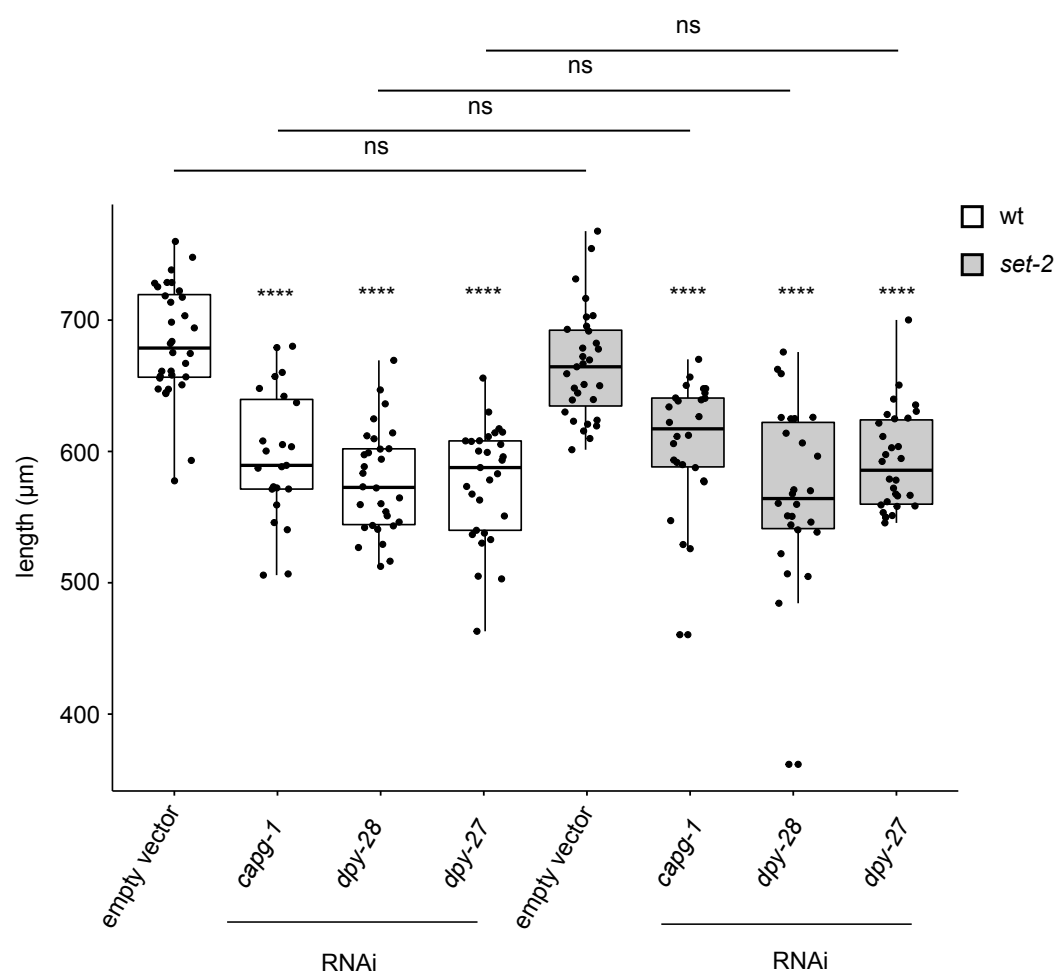 ns
ns
ns
ns
wt
set-2
**** **** **** **** **** ****
length (µm)
700
600
500
400
empty vector
capg-1
dpy-28
dpy-27
empty vector
capg-1
dpy-28
dpy-27
RNAi
RNAi